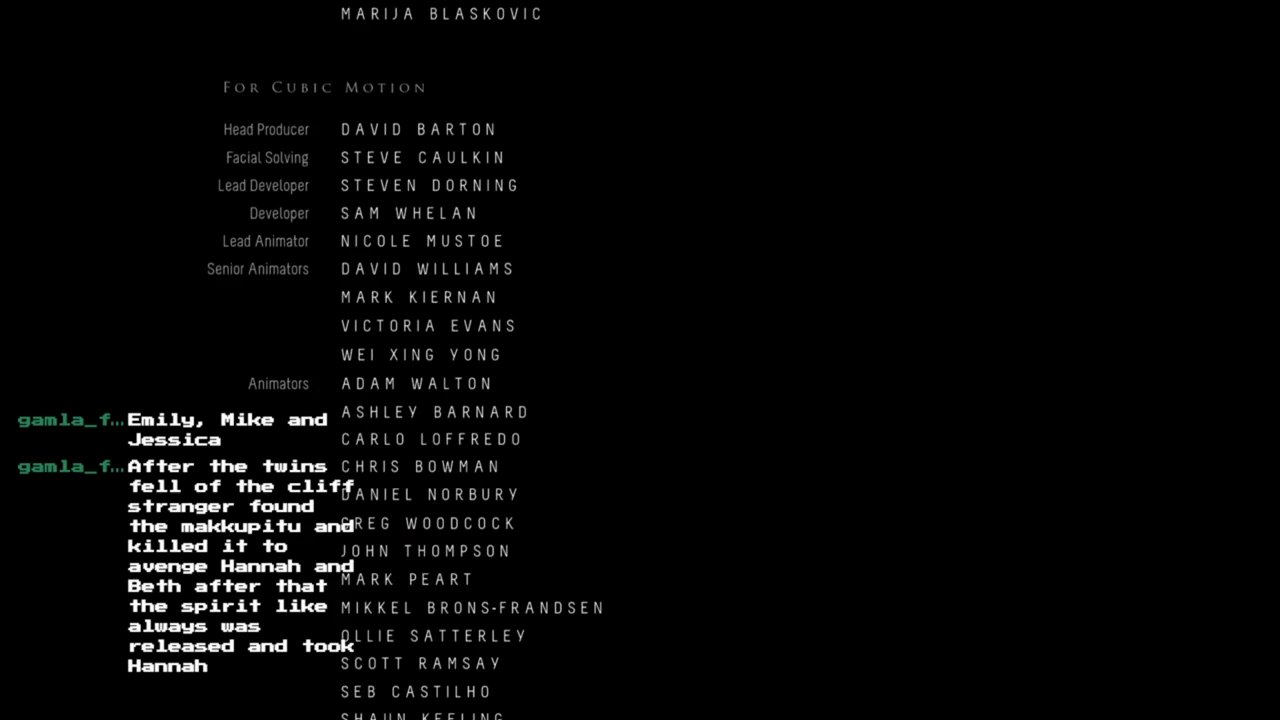 MARIJA BLASKOVIC
FOR CUBIC MOTION
Head Producer DAVID BARTON
Facial Solving STEVE CAULKIN
Lead Developer STEVEN DORNING
Developer SAM WHELAN
Lead Animator NICOLE MUSTOE
Senior Animators DAVID WILLIAMS
MARK KIERNAN
VICTORIA EVANS
WEI XING YONG
Animators ADAM WALTON
ASHLEY BARNARD
CARLO LOFFREDO
CHRIS BOWMAN
DANIEL NORBURY
GREG WOODCOCK
JOHN THOMPSON
MARK PEART
MIKKEL BRONS-FRANDSEN
OLLIE SATTERLEY
SCOTT RAMSAY
SEB CASTILHO
SHAUN KEELING
gamla_f... Emily, Mike and
Jessica
gamla_f... After the twins
fell of the cliff
stranger found
the makkupitu and
killed it to
avenge Hannah and
Beth after that
the spirit like
always was
released and took
Hannah